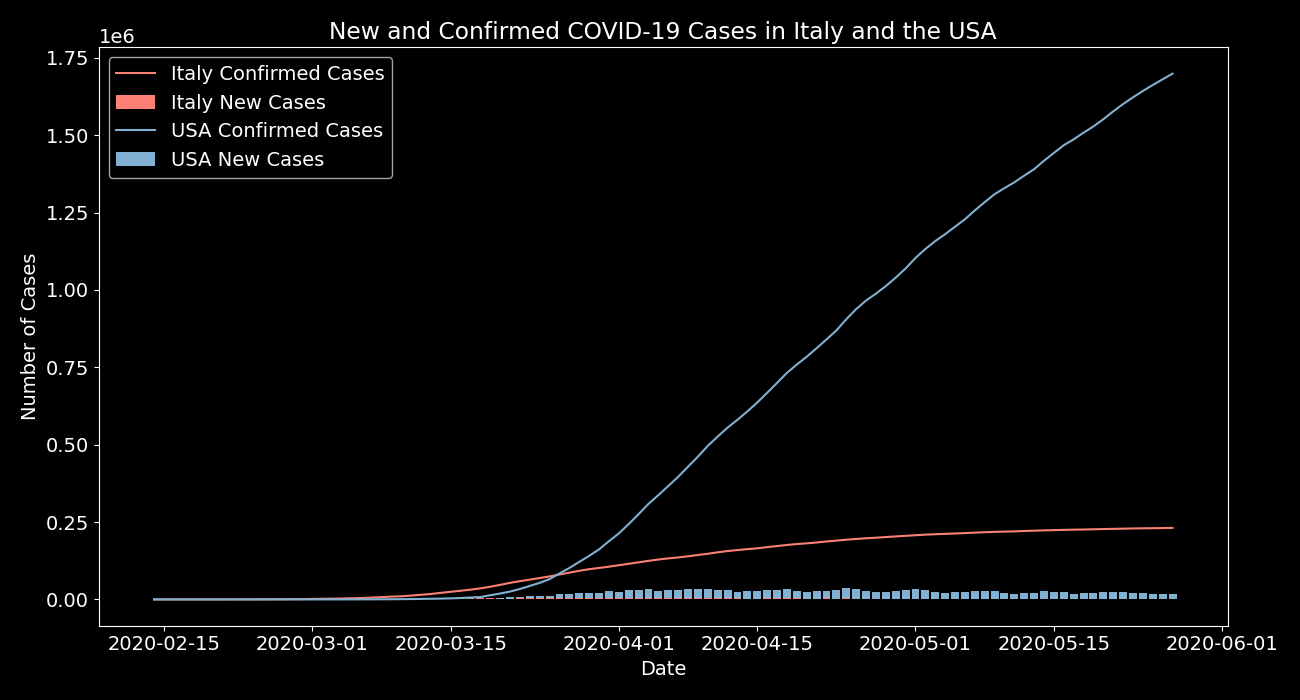 New and Confirmed COVID-19 Cases in Italy and the USA
1e6
1.75
1.50
1.25
1.00
0.75
0.50
0.25
0.00
Number of Cases
Italy Confirmed Cases
Italy New Cases
USA Confirmed Cases
USA New Cases
2020-02-15 2020-03-01 2020-03-15 2020-04-01 2020-04-15 2020-05-01 2020-05-15 2020-06-01
Date